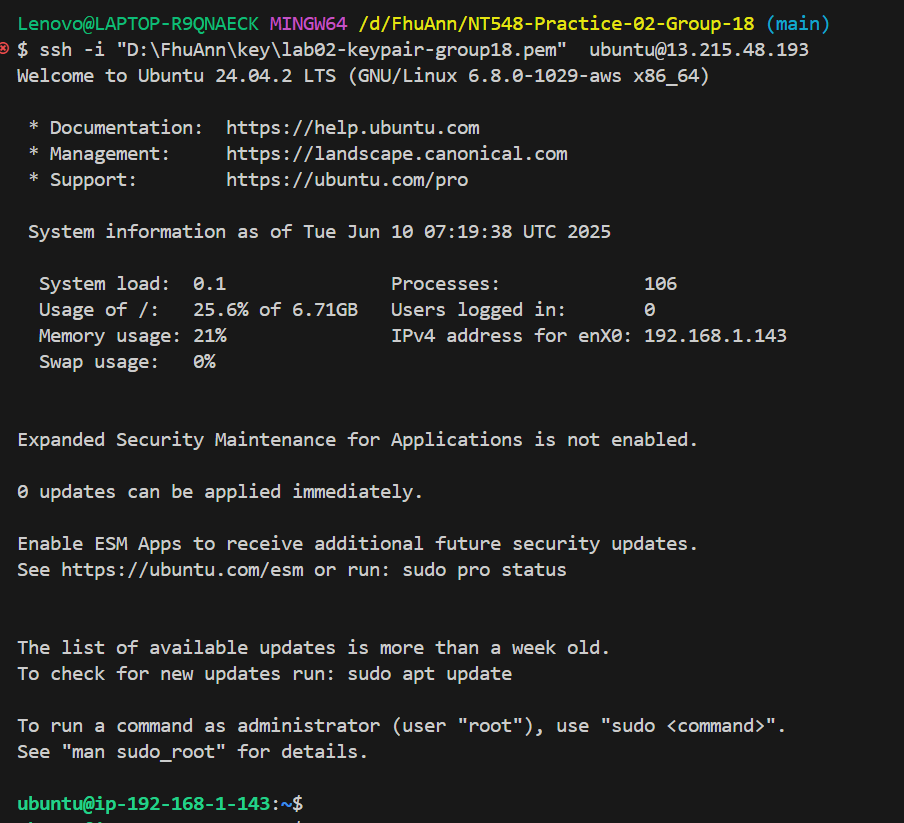 Lenovo@LAPTOP-R9QNAECK MINGW64 /d/FhuAnn/NT548-Practice-02-Group-18 (main)
$ ssh -i "D:\FhuAnn\key\lab02-keypair-group18.pem"  ubuntu@13.215.48.193
Welcome to Ubuntu 24.04.2 LTS (GNU/Linux 6.8.0-1029-aws x86_64)

 * Documentation:  https://help.ubuntu.com
 * Management:     https://landscape.canonical.com
 * Support:        https://ubuntu.com/pro

 System information as of Tue Jun 10 07:19:38 UTC 2025

  System load:  0.1               Processes:             106
  Usage of /:   25.6% of 6.71GB   Users logged in:       0
  Memory usage: 21%               IPv4 address for enX0: 192.168.1.143
  Swap usage:   0%


Expanded Security Maintenance for Applications is not enabled.

0 updates can be applied immediately.

Enable ESM Apps to receive additional future security updates.
See https://ubuntu.com/esm or run: sudo pro status


The list of available updates is more than a week old.
To check for new updates run: sudo apt update

To run a command as administrator (user "root"), use "sudo <command>".
See "man sudo_root" for details.

ubuntu@ip-192-168-1-143:~$